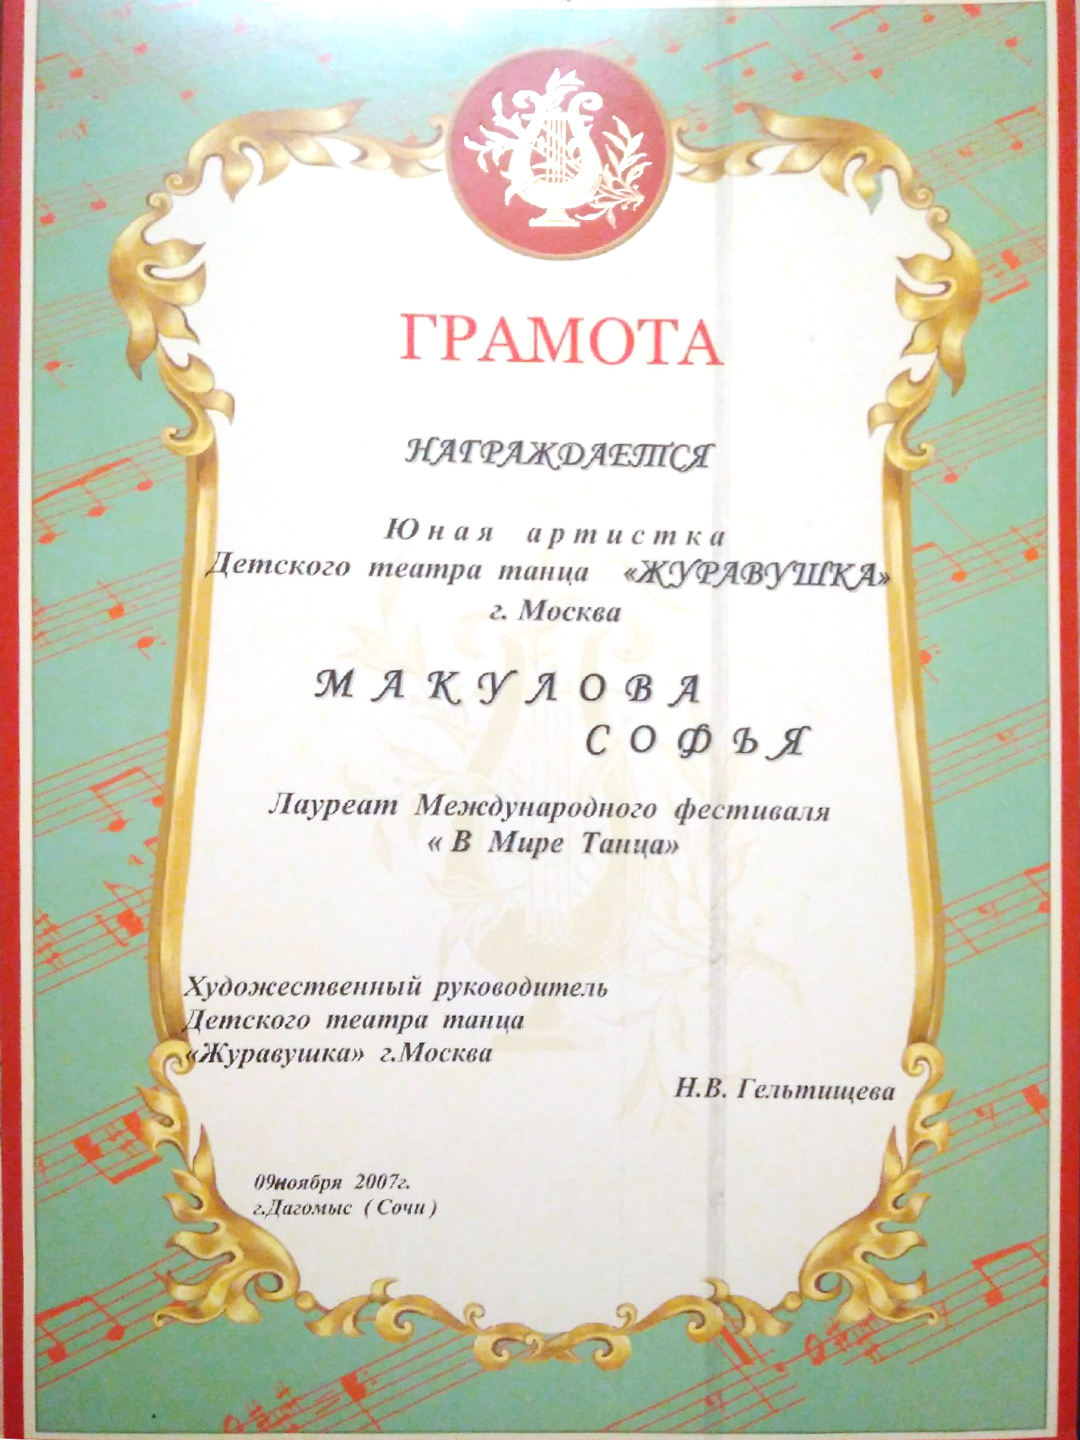 ГРАМОТА
НАГРАЖДАЕТСЯ
Юная артистка
Детского театра танца «ЖУРАВУШКА»
г. Москва
МАКУЛОВА
СОФЬЯ
Лауреат Международного фестиваля
« В Мире Танца»
Художественный руководитель
Детского театра танца
«Журавушка» г.Москва
Н.В. Гельтищева
09ноября 2007г.
г.Дагомыс ( Сочи )